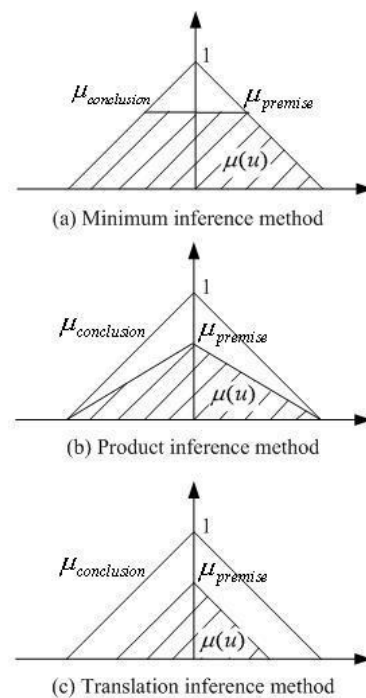 1
μconclusion μpremise
μ(u)
(a) Minimum inference method
1
μconclusion
μpremise
μ(u)
(b) Product inference method
1
μconclusion
μpremise
μ(u)
(c) Translation inference method